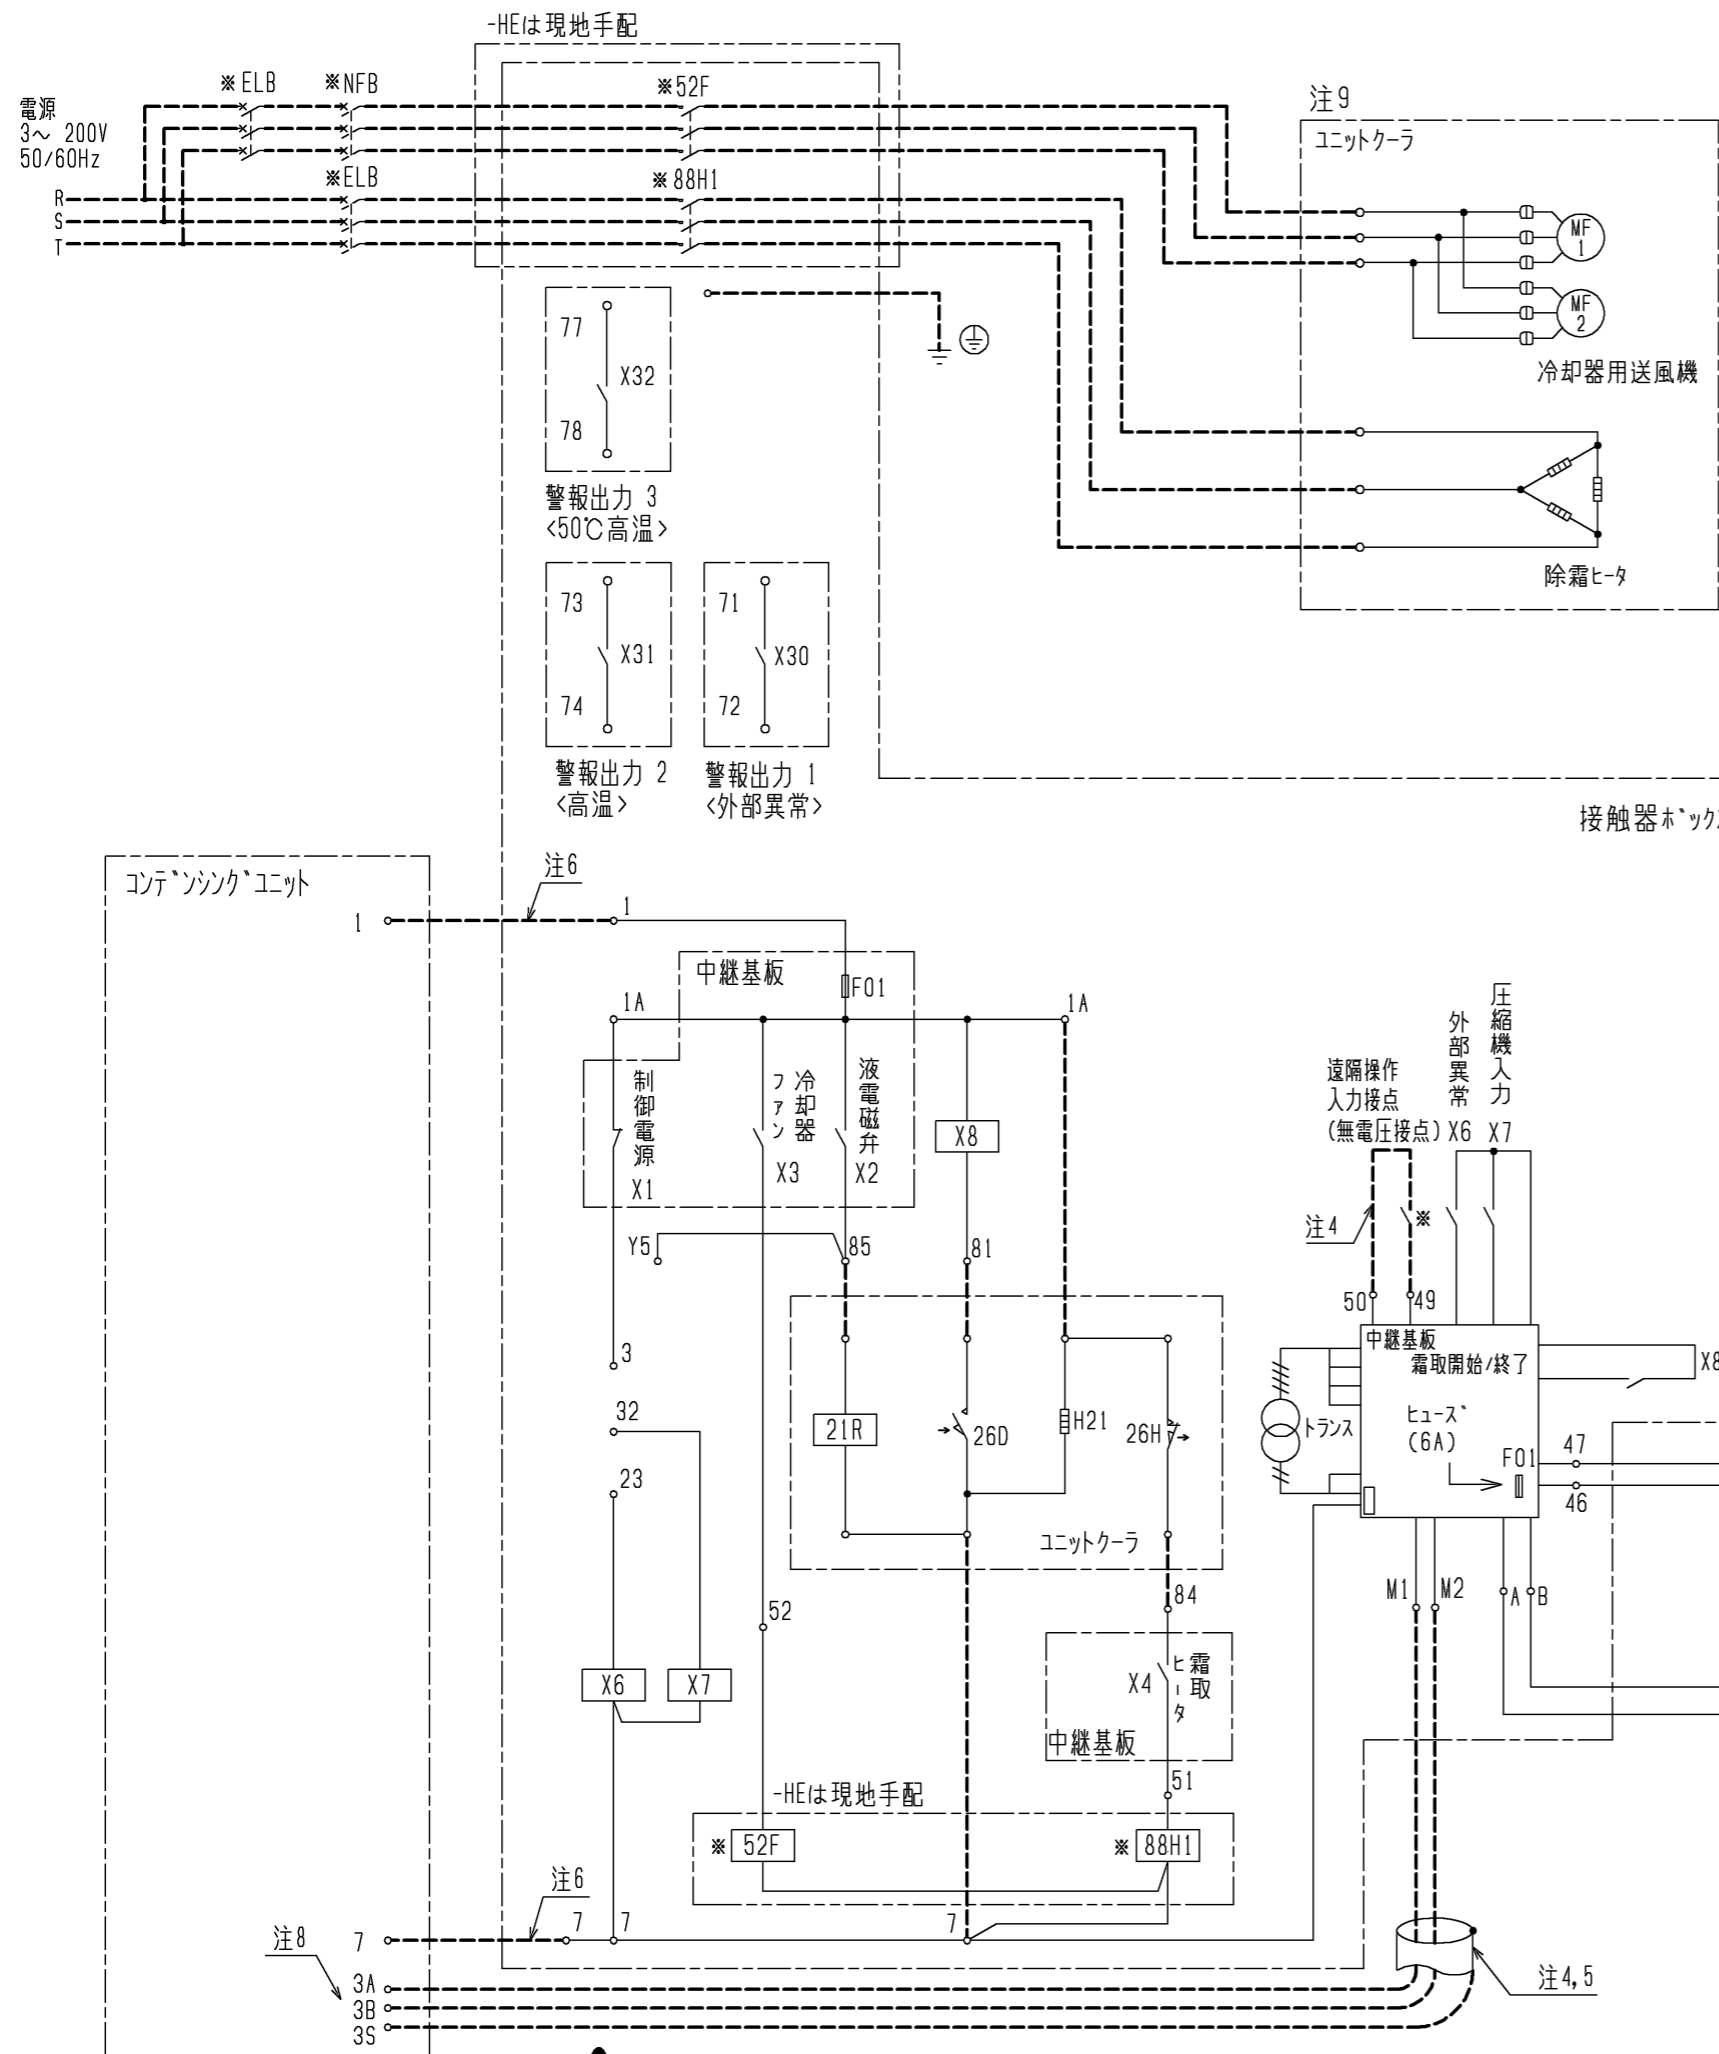 -HEは現地手配
電源
3～ 200V
50/60Hz
※ELB
※NFB
※52F
R
S
T
※ELB
※88H1
注9
ユニットクーラ
MF
1
MF
2
冷却器用送風機
除霜ヒータ
77
X32
78
警報出力 3
<50℃高温>
73
X31
74
警報出力 2
<高温>
71
X30
72
警報出力 1
<外部異常>
接触器ボック
コンデンシングユニット
1
注6
1
中継基板
F01
1A
1A
制御電源
X1
冷却器
ファン
X3
液電磁弁
X2
X8
Y5
85
81
3
32
23
21R
26D
H21
26H
ユニットクーラ
84
52
X6
X7
X4
霜取
ヒータ
中継基板
51
-HEは現地手配
※
52F
※
88H1
注6
7
7
7
7
注8
3A
3B
3S
遠隔操作
入力接点
(無電圧接点)
外部異常
X6
圧縮機入力
X7
注4
※
50
49
中継基板
霜取開始/終了
X8
トランス
ヒューズ
(6A)
F01
47
46
M1
M2
A
B
注4,5